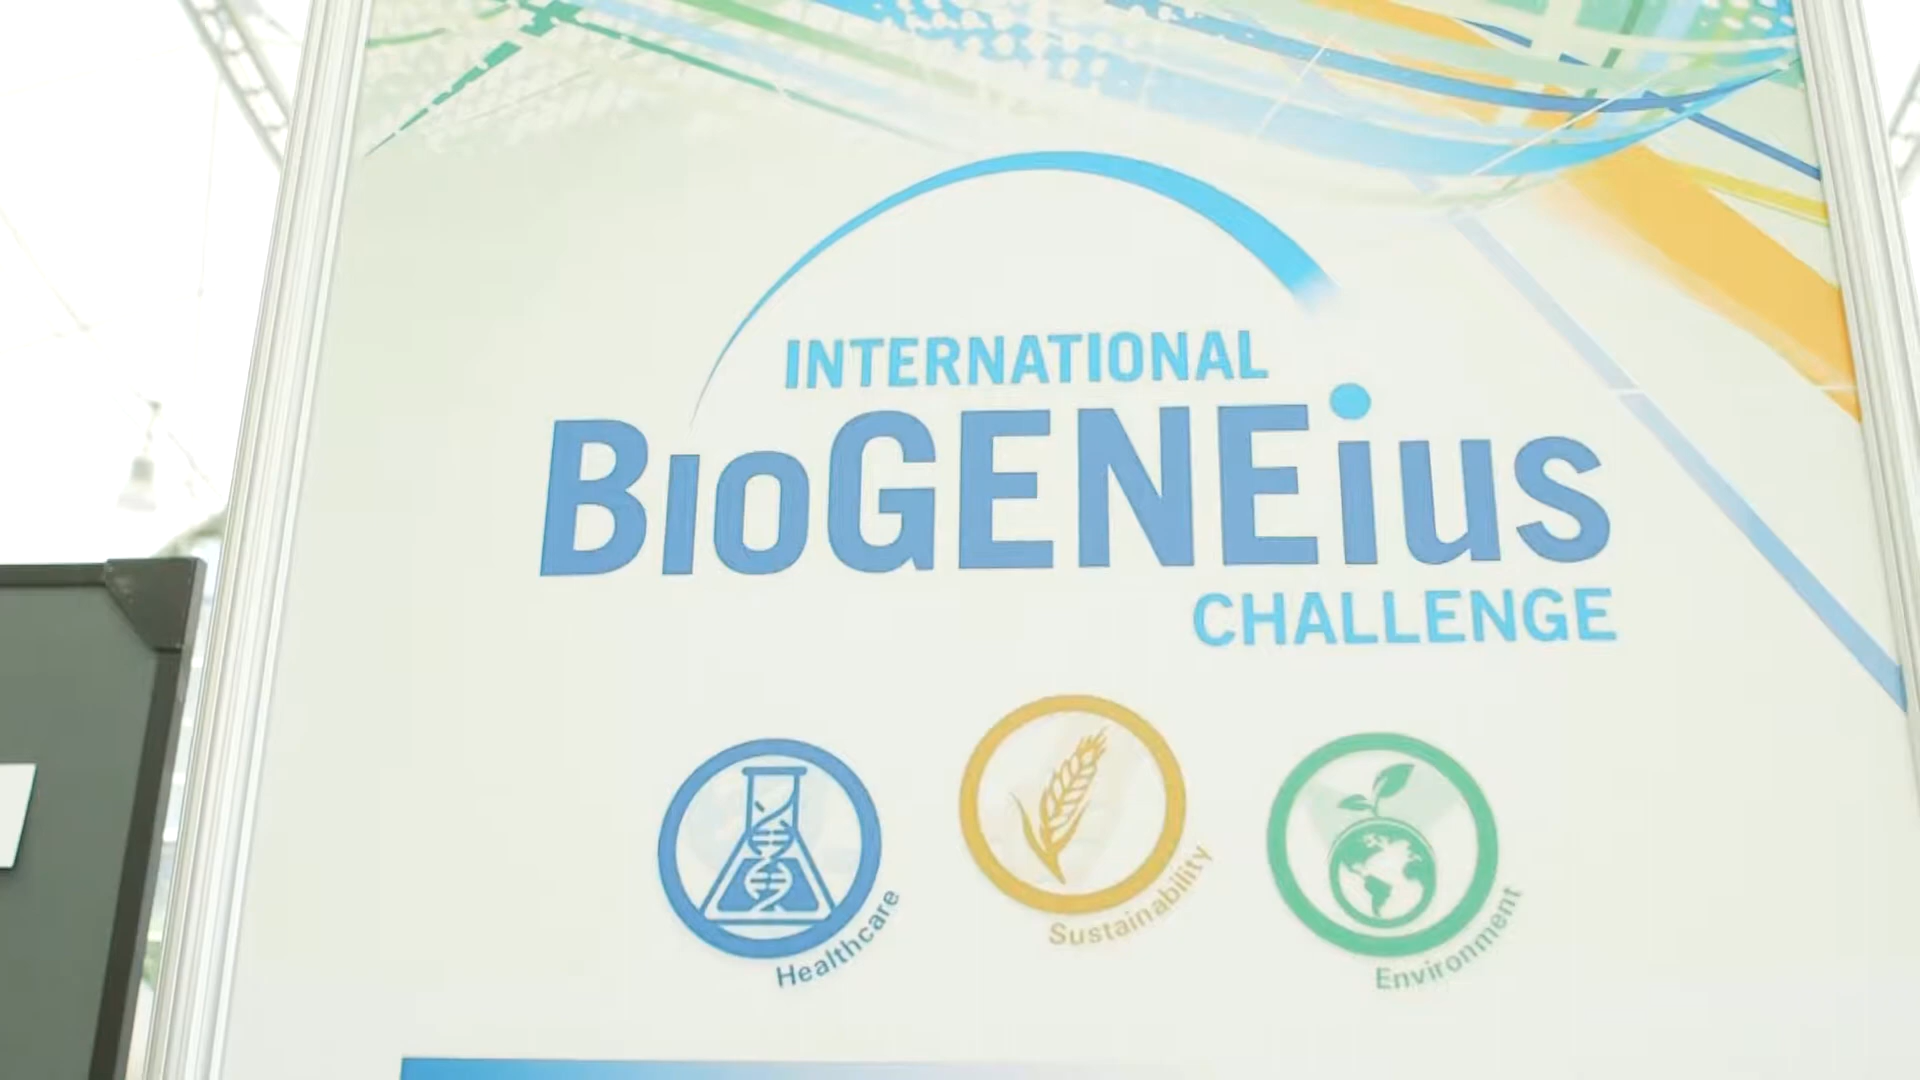 INTERNATIONAL
BioGENEius
CHALLENGE
Healthcare
Sustainability
Environment